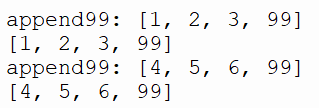 append99: [1, 2, 3, 99]
[1, 2, 3, 99]
append99: [4, 5, 6, 99]
[4, 5, 6, 99]